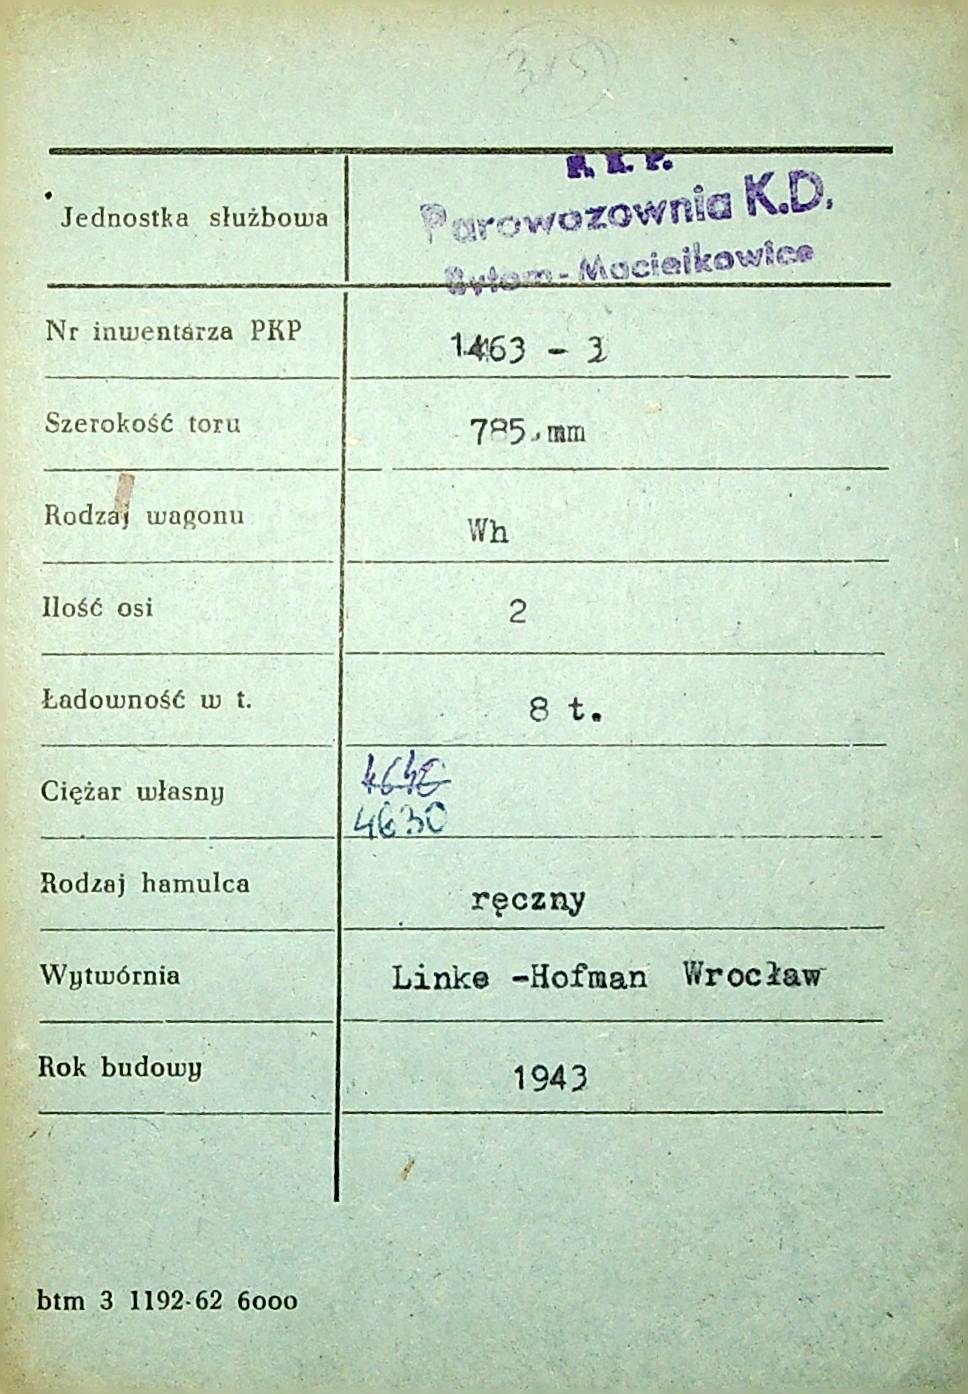 315
P. K. P.
Jednostka służbowa Parowozownia K.D.
Bytom-Maciejkowice
Nr inwentarza PKP 1463 - 3
Szerokość toru 785 mm
Rodzaj wagonu Wh
Ilość osi 2
Ładowność w t. 8 t.
Ciężar własny
4630
Rodzaj hamulca ręczny
Wytwórnia Linke -Hofman Wrocław
Rok budowy 1943
btm 3 1192-62 6000